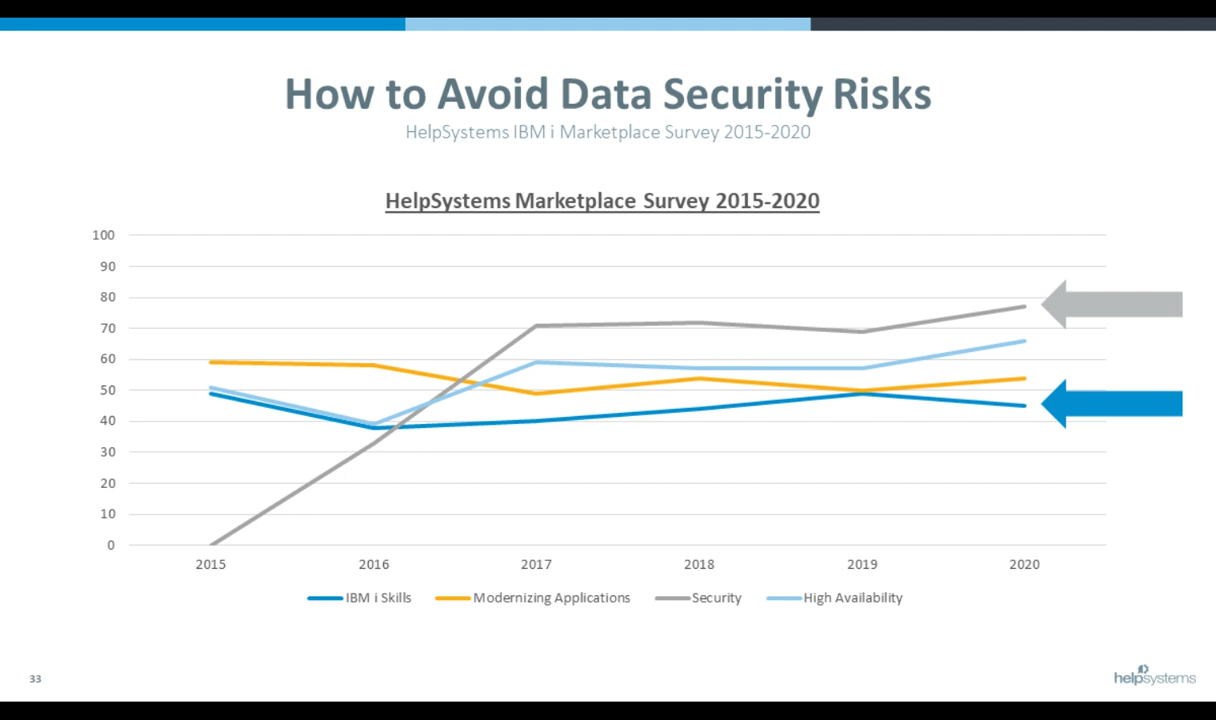 How to Avoid Data Security Risks
HelpSystems IBM i Marketplace Survey 2015-2020
HelpSystems Marketplace Survey 2015-2020
100
90
80
70
60
50
40
30
20
10
0
2015 2016 2017 2018 2019 2020
IBM i Skills Modernizing Applications Security High Availability
33
helpsystems